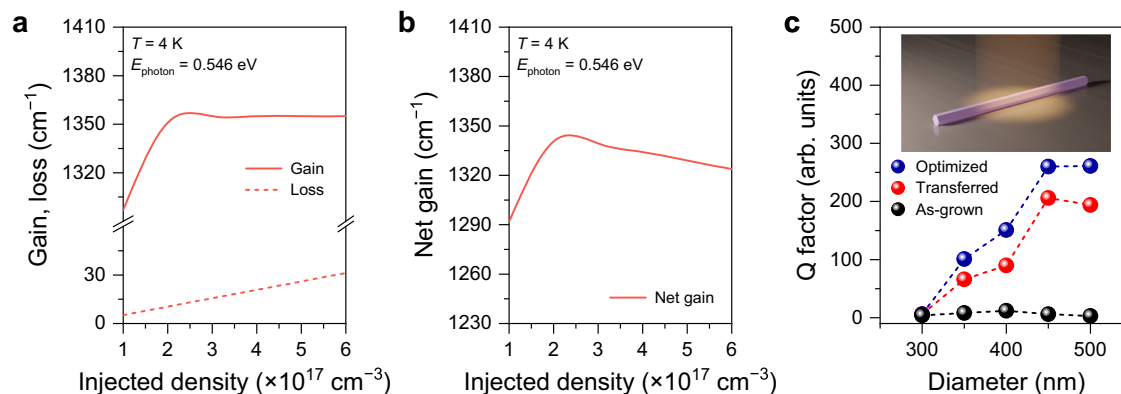 a
1410
1380
1350
1320
30
0
Gain, loss (cm⁻¹)
T = 4 K
E_photon = 0.546 eV
Gain
Loss
1 2 3 4 5 6
Injected density (×10¹⁷ cm⁻³)
b
1410
1380
1350
1320
1290
1260
1230
Net gain (cm⁻¹)
T = 4 K
E_photon = 0.546 eV
Net gain
1 2 3 4 5 6
Injected density (×10¹⁷ cm⁻³)
c
500
400
300
200
100
0
Q factor (arb. units)
Optimized
Transferred
As-grown
300 400 500
Diameter (nm)